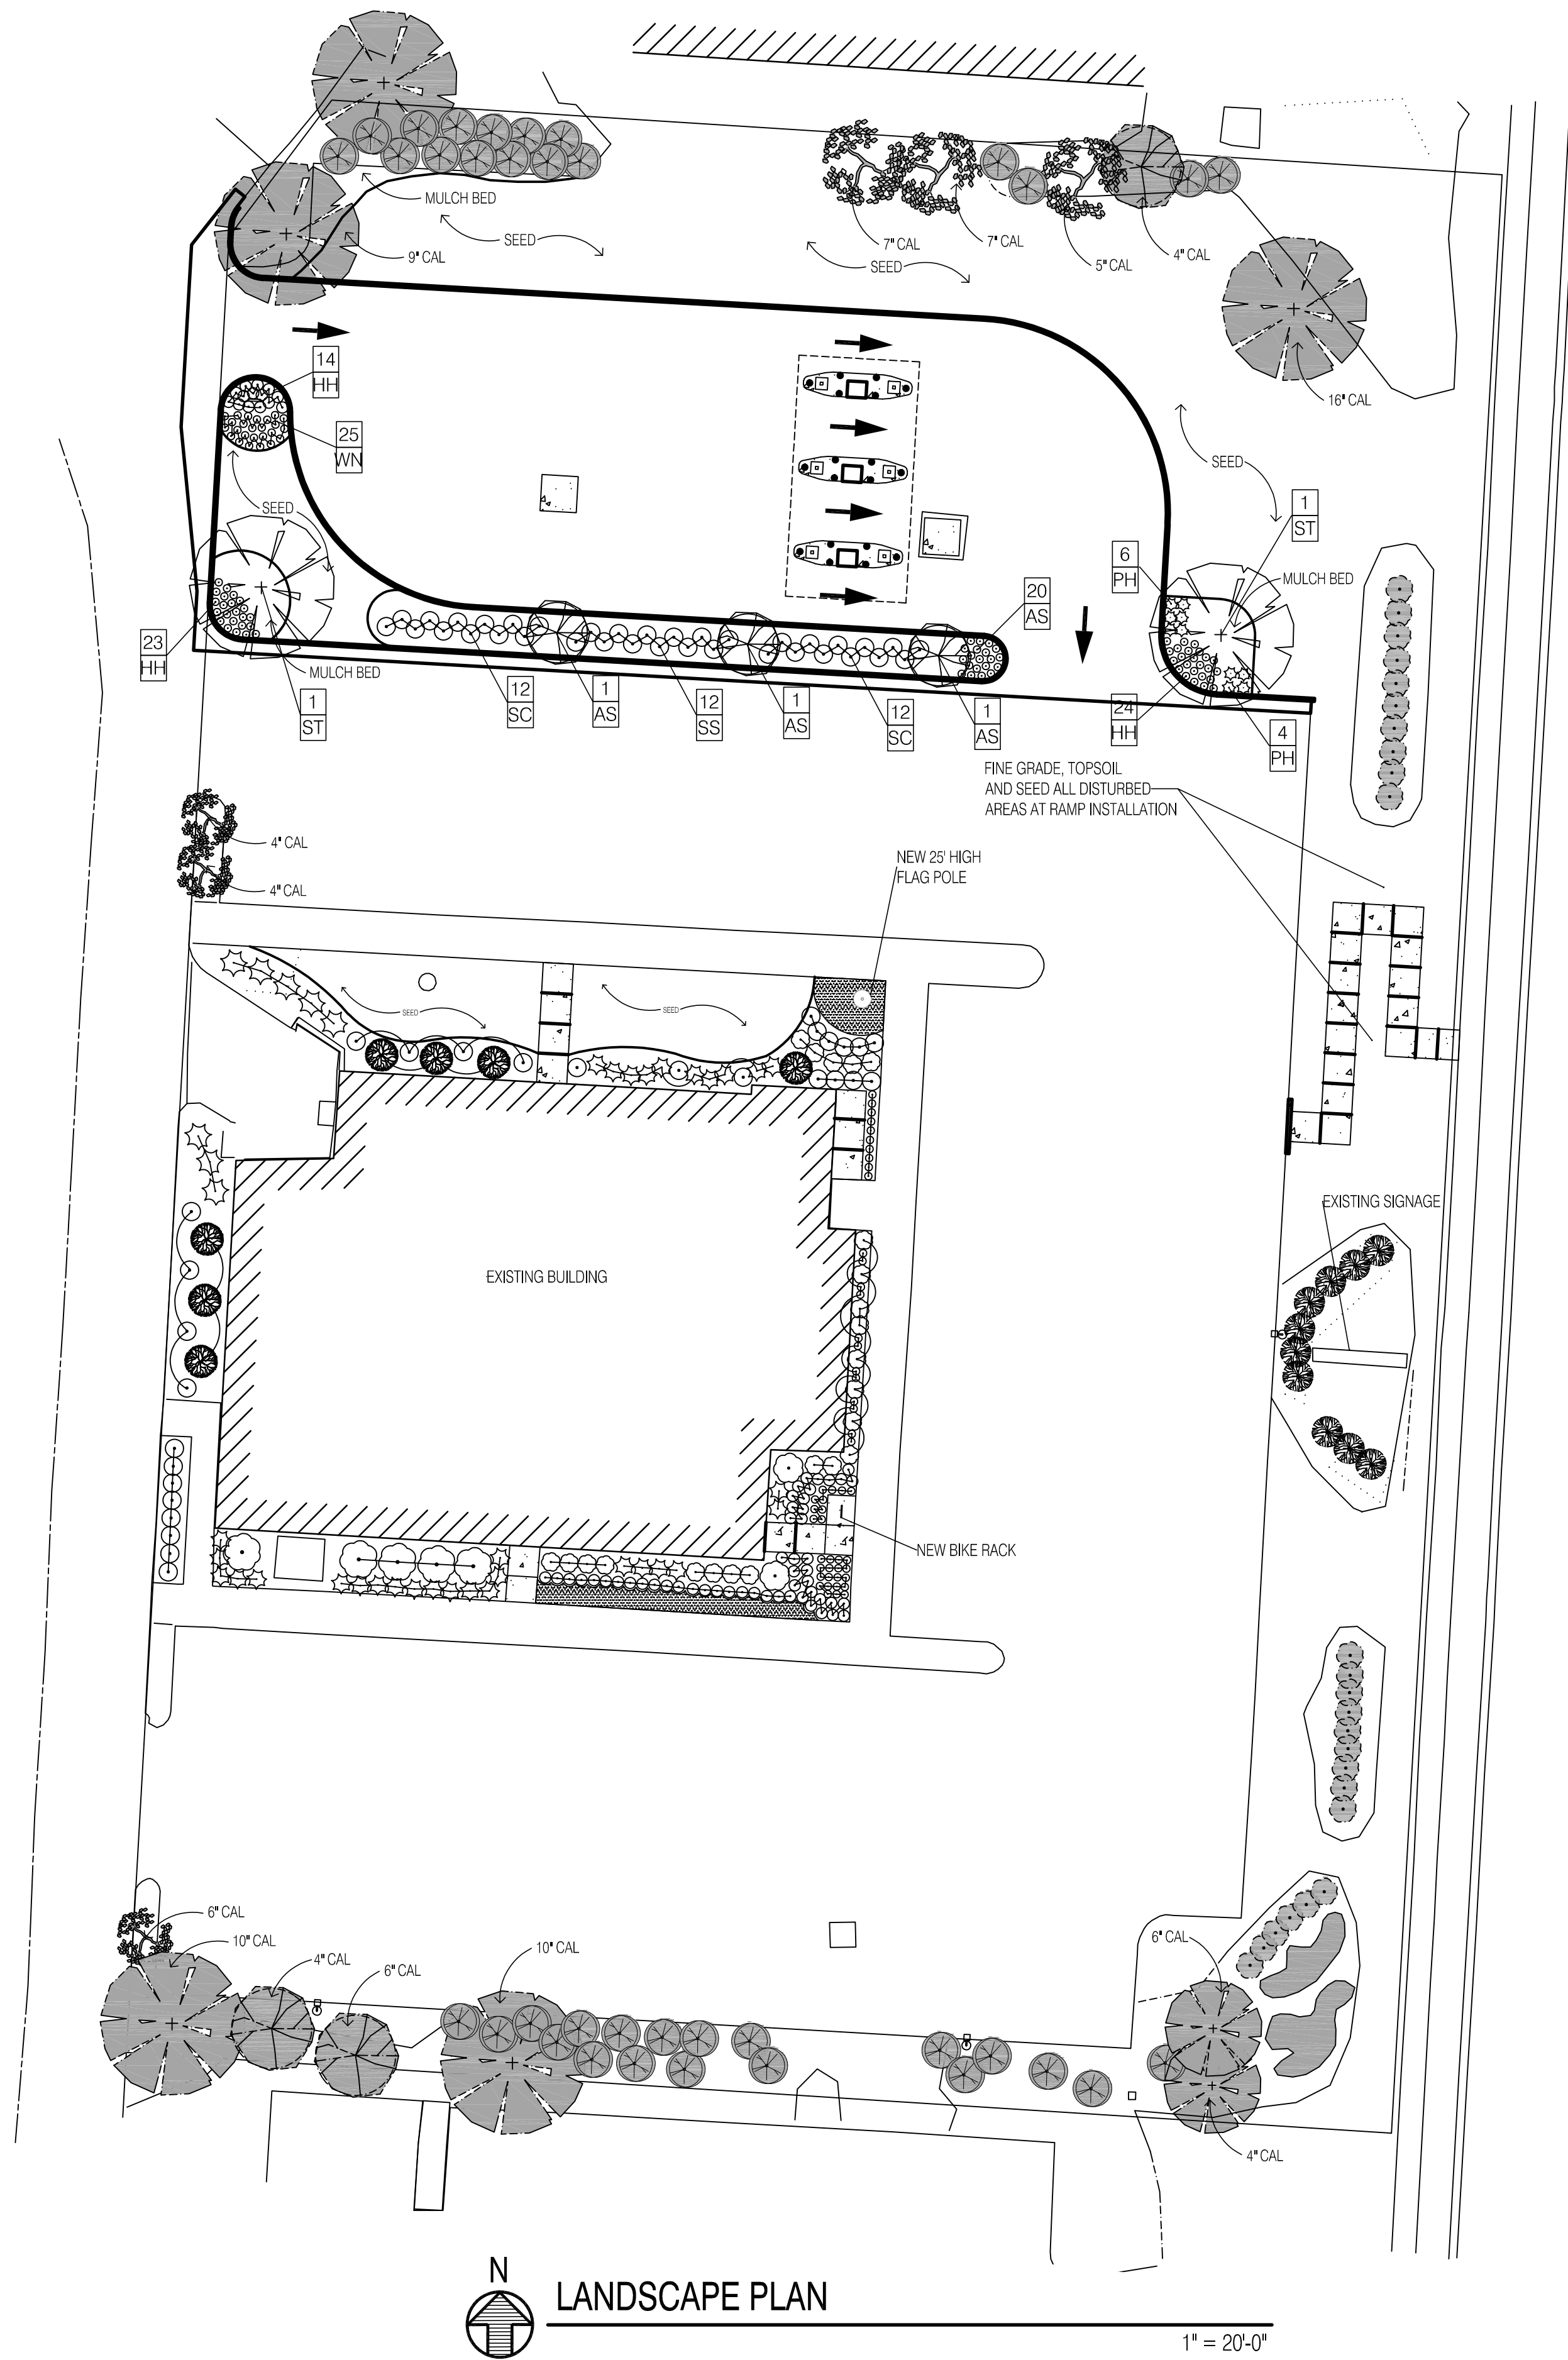 MULCH BED
SEED
9" CAL
7" CAL
7" CAL
SEED
5" CAL
4" CAL
16" CAL
14
HH
25
WN
SEED
SEED
1
ST
6
PH
MULCH BED
20
AS
23
HH
MULCH BED
1
ST
12
SC
1
AS
12
SS
1
AS
12
SC
1
AS
24
HH
4
PH
FINE GRADE, TOPSOIL
AND SEED ALL DISTURBED
AREAS AT RAMP INSTALLATION
4" CAL
4" CAL
NEW 25' HIGH
FLAG POLE
SEED
SEED
EXISTING SIGNAGE
EXISTING BUILDING
NEW BIKE RACK
6" CAL
10" CAL
4" CAL
6" CAL
10" CAL
6" CAL
4" CAL
N
LANDSCAPE PLAN
1" = 20'-0"